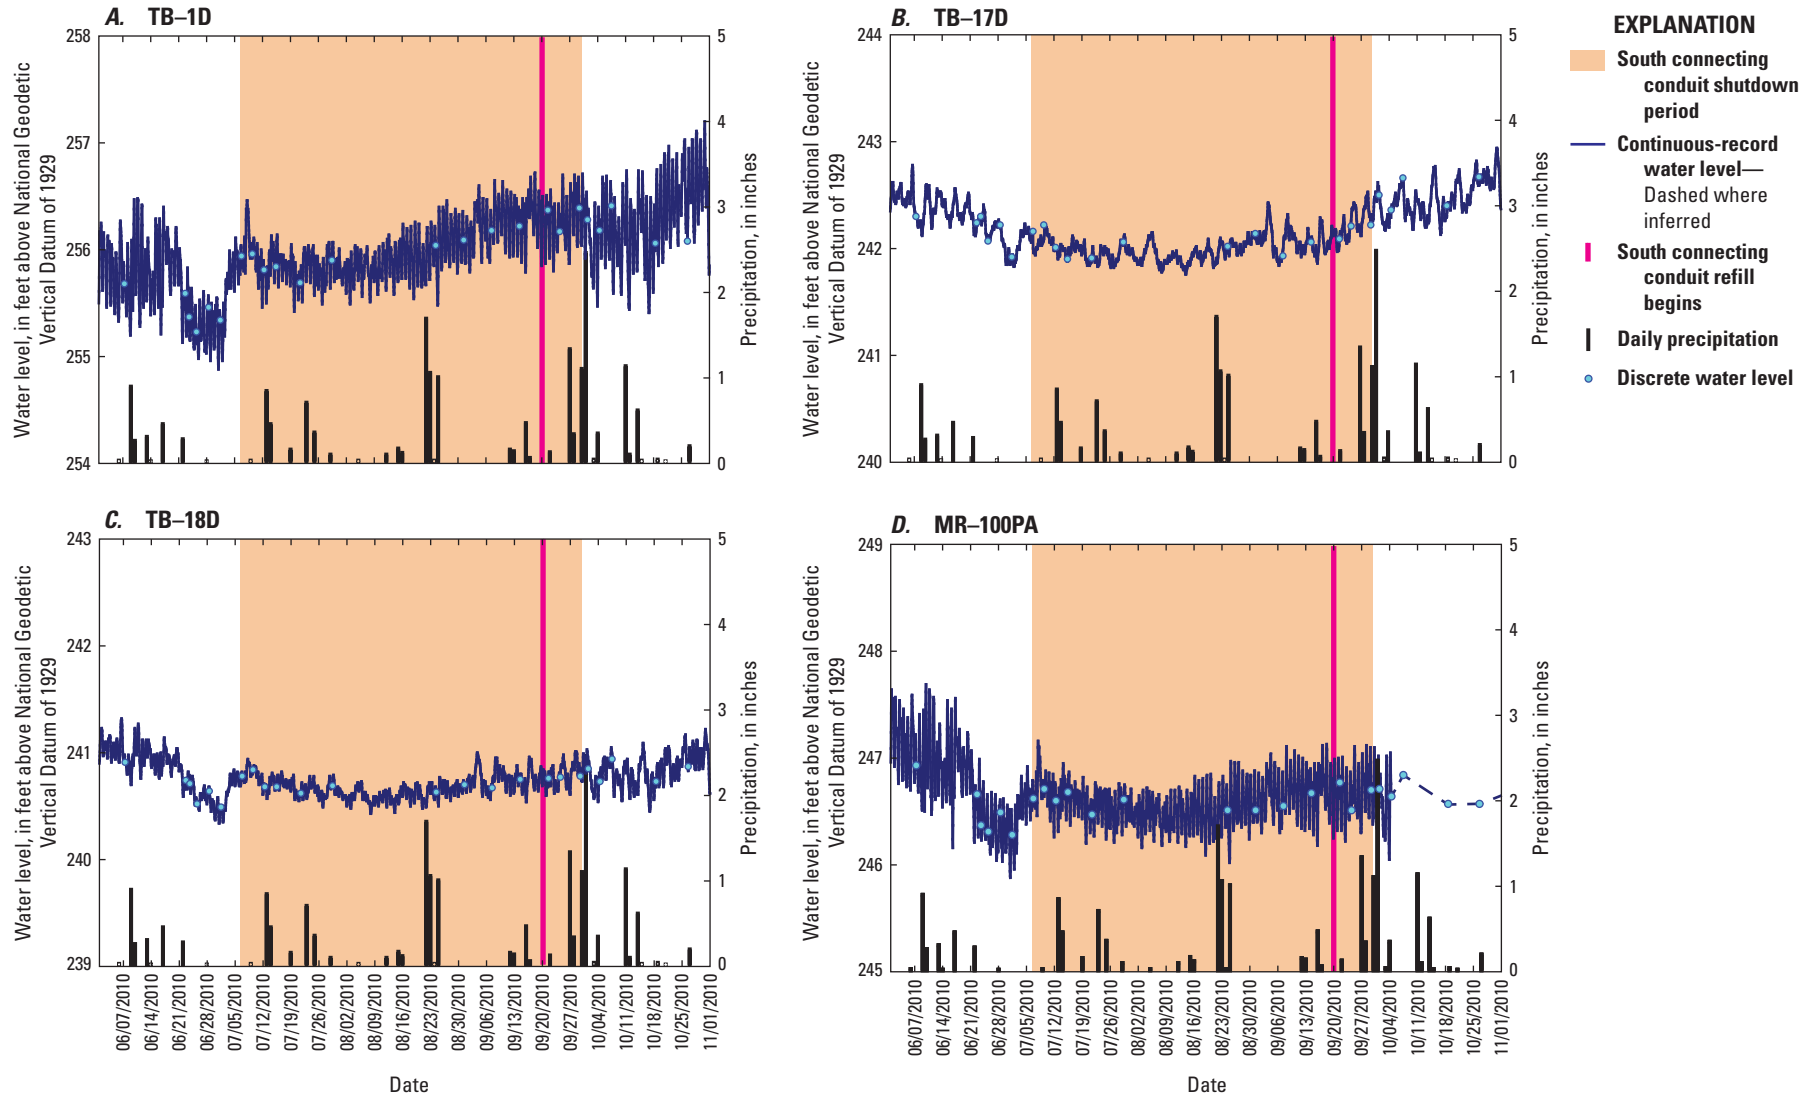 A. TB–1D
258
257
256
255
254
Water level, in feet above National Geodetic
Vertical Datum of 1929
5
4
3
2
1
0
Precipitation, in inches
B. TB–17D
244
243
242
241
240
Water level, in feet above National Geodetic
Vertical Datum of 1929
5
4
3
2
1
0
Precipitation, in inches
EXPLANATION
South connecting
conduit shutdown
period
Continuous-record
water level—
Dashed where
inferred
South connecting
conduit refill
begins
Daily precipitation
Discrete water level
C. TB–18D
243
242
241
240
239
Water level, in feet above National Geodetic
Vertical Datum of 1929
5
4
3
2
1
0
Precipitation, in inches
06/07/2010
06/14/2010
06/21/2010
06/28/2010
07/05/2010
07/12/2010
07/19/2010
07/26/2010
08/02/2010
08/09/2010
08/16/2010
08/23/2010
08/30/2010
09/06/2010
09/13/2010
09/20/2010
09/27/2010
10/04/2010
10/11/2010
10/18/2010
10/25/2010
11/01/2010
Date
D. MR–100PA
249
248
247
246
245
Water level, in feet above National Geodetic
Vertical Datum of 1929
5
4
3
2
1
0
Precipitation, in inches
06/07/2010
06/14/2010
06/21/2010
06/28/2010
07/05/2010
07/12/2010
07/19/2010
07/26/2010
08/02/2010
08/09/2010
08/16/2010
08/23/2010
08/30/2010
09/06/2010
09/13/2010
09/20/2010
09/27/2010
10/04/2010
10/11/2010
10/18/2010
10/25/2010
11/01/2010
Date